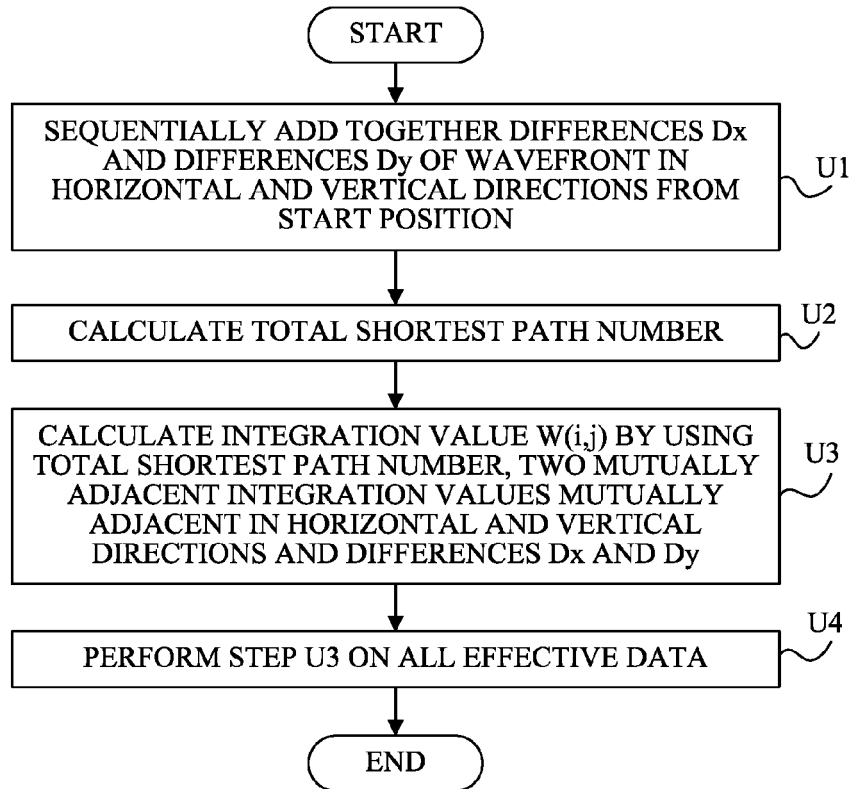 START
SEQUENTIALLY ADD TOGETHER DIFFERENCES Dx
AND DIFFERENCES Dy OF WAVEFRONT IN
HORIZONTAL AND VERTICAL DIRECTIONS FROM
START POSITION
U1
CALCULATE TOTAL SHORTEST PATH NUMBER
U2
CALCULATE INTEGRATION VALUE W(i,j) BY USING
TOTAL SHORTEST PATH NUMBER, TWO MUTUALLY
ADJACENT INTEGRATION VALUES MUTUALLY
ADJACENT IN HORIZONTAL AND VERTICAL
DIRECTIONS AND DIFFERENCES Dx AND Dy
U3
PERFORM STEP U3 ON ALL EFFECTIVE DATA
U4
END